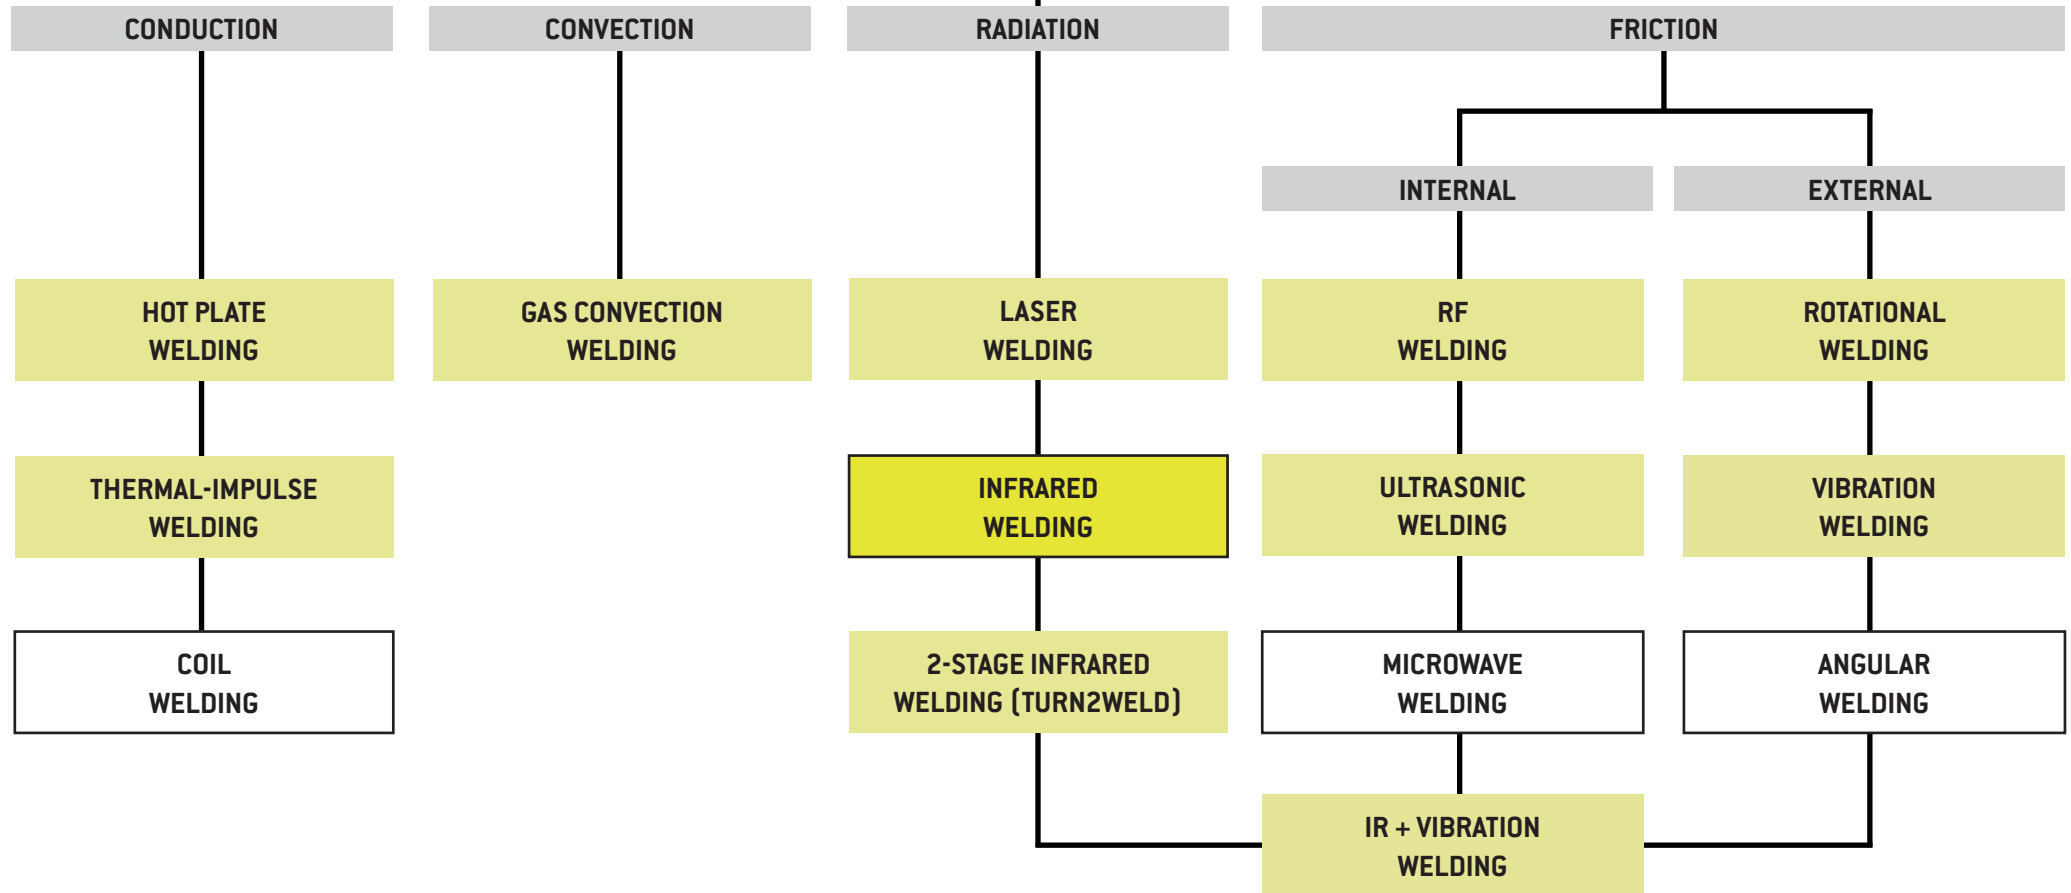 CONDUCTION
CONVECTION
RADIATION
FRICTION
INTERNAL
EXTERNAL
HOT PLATE
WELDING
GAS CONVECTION
WELDING
LASER
WELDING
RF
WELDING
ROTATIONAL
WELDING
THERMAL-IMPULSE
WELDING
INFRARED
WELDING
ULTRASONIC
WELDING
VIBRATION
WELDING
COIL
WELDING
2-STAGE INFRARED
WELDING (TURN2WELD)
MICROWAVE
WELDING
ANGULAR
WELDING
IR + VIBRATION
WELDING